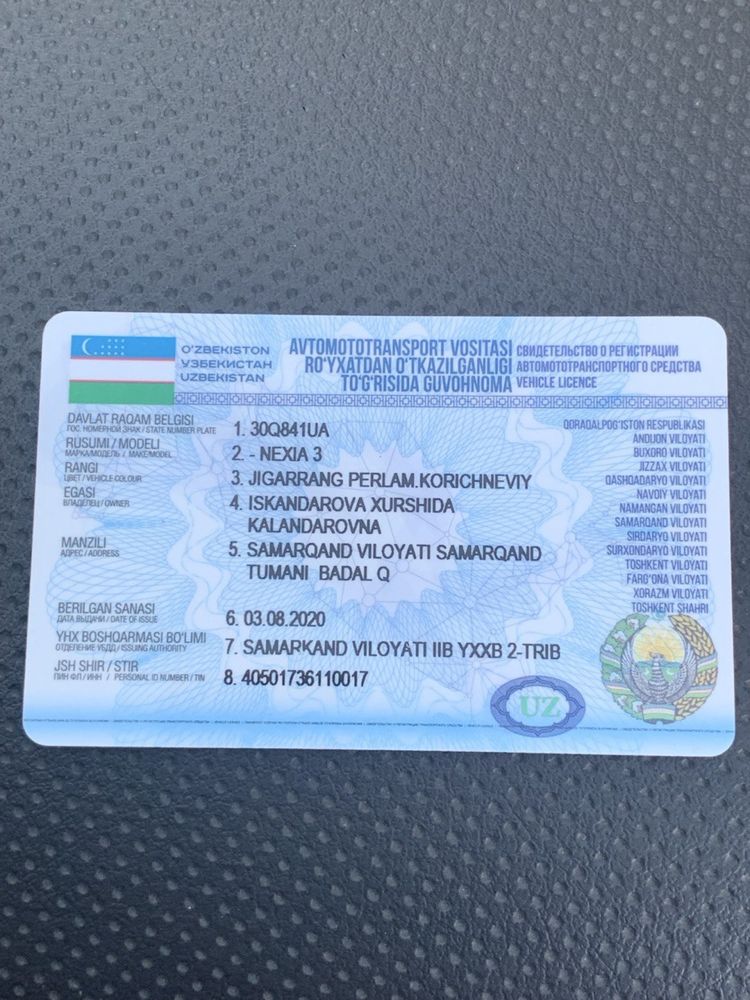 O'ZBEKISTON
УЗБЕКИСТАН
UZBEKISTAN
AVTOMOTOTRANSPORT VOSITASI
RO'YXATDAN O'TKAZILGANLIGI
TO'G'RISIDA GUVOHNOMA
СВИДЕТЕЛЬСТВО О РЕГИСТРАЦИИ
АВТОМОТОТРАНСПОРТНОГО СРЕДСТВА
VEHICLE LICENCE
DAVLAT RAQAM BELGISI
ГОС. НОМЕРНОЙ ЗНАК / STATE NUMBER PLATE
1. 30Q841UA
RUSUMI / MODELI
МАРКА/МОДЕЛЬ / MAKE/MODEL
2. - NEXIA 3
RANGI
ЦВЕТ / VEHICLE COLOUR
3. JIGARRANG PERLAM.KORICHNEVIY
EGASI
ВЛАДЕЛЕЦ / OWNER
4. ISKANDAROVA XURSHIDA
KALANDAROVNA
MANZILI
АДРЕС / ADDRESS
5. SAMARQAND VILOYATI SAMARQAND
TUMANI BADAL Q
BERILGAN SANASI
ДАТА ВЫДАЧИ / DATE OF ISSUE
6. 03.08.2020
YHX BOSHQARMASI BO'LIMI
ОТДЕЛЕНИЕ УБДД / ISSUING AUTHORITY
7. SAMARKAND VILOYATI IIB YXXB 2-TRIB
JSH SHIR / STIR
ПИН ФЛ / ИНН / PERSONAL ID NUMBER / TIN
8. 40501736110017
QORAQALPOG'ISTON RESPUBLIKASI
ANDIJON VILOYATI
BUXORO VILOYATI
JIZZAX VILOYATI
QASHQADARYO VILOYATI
NAVOIY VILOYATI
NAMANGAN VILOYATI
SAMARQAND VILOYATI
SIRDARYO VILOYATI
SURXONDARYO VILOYATI
TOSHKENT VILOYATI
FARG'ONA VILOYATI
XORAZM VILOYATI
TOSHKENT SHAHRI
UZ